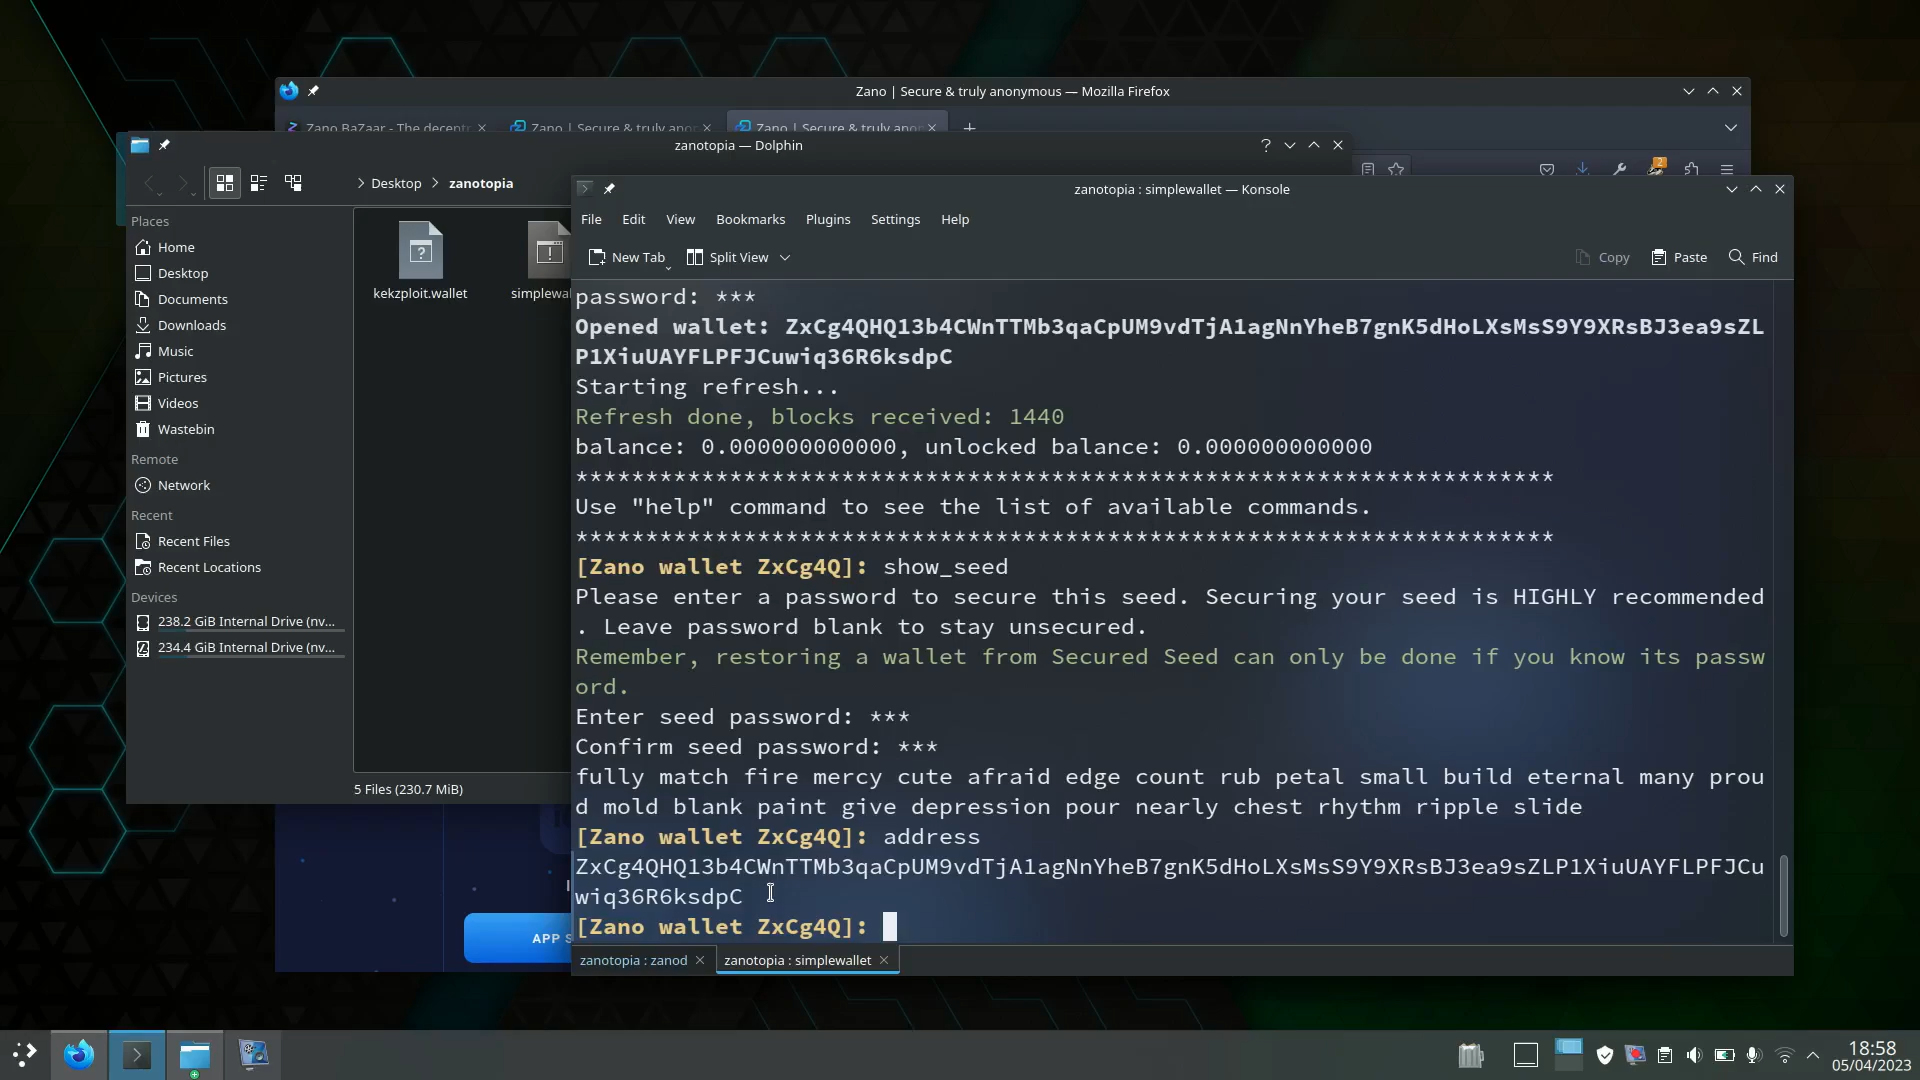 Zano | Secure & truly anonymous — Mozilla Firefox
Zano BaZaar - The decentr
Zano | Secure & truly anor
Zano | Secure & truly anor
zanotopia — Dolphin
Desktop
zanotopia
Places
Home
Desktop
Documents
Downloads
Music
Pictures
Videos
Wastebin
Remote
Network
Recent
Recent Files
Recent Locations
Devices
238.2 GiB Internal Drive (nv...
234.4 GiB Internal Drive (nv...
kekzploit.wallet
simplewal
5 Files (230.7 MiB)
APP S
2
zanotopia : simplewallet — Konsole
File Edit View Bookmarks Plugins Settings Help
New Tab Split View Copy Paste Find
password: ***
Opened wallet: ZxCg4QHQ13b4CWnTTMb3qaCpUM9vdTjA1agNnYheB7gnK5dHoLXsMsS9Y9XRsBJ3ea9sZL
P1XiuUAYFLPFJCuwiq36R6ksdpC
Starting refresh...
Refresh done, blocks received: 1440
balance: 0.000000000000, unlocked balance: 0.000000000000
**********************************************************************
Use "help" command to see the list of available commands.
**********************************************************************
[Zano wallet ZxCg4Q]: show_seed
Please enter a password to secure this seed. Securing your seed is HIGHLY recommended
. Leave password blank to stay unsecured.
Remember, restoring a wallet from Secured Seed can only be done if you know its passw
ord.
Enter seed password: ***
Confirm seed password: ***
fully match fire mercy cute afraid edge count rub petal small build eternal many prou
d mold blank paint give depression pour nearly chest rhythm ripple slide
[Zano wallet ZxCg4Q]: address
ZxCg4QHQ13b4CWnTTMb3qaCpUM9vdTjA1agNnYheB7gnK5dHoLXsMsS9Y9XRsBJ3ea9sZLP1XiuUAYFLPFJCu
wiq36R6ksdpC
[Zano wallet ZxCg4Q]:
zanotopia : zanod
zanotopia : simplewallet
18:58
05/04/2023